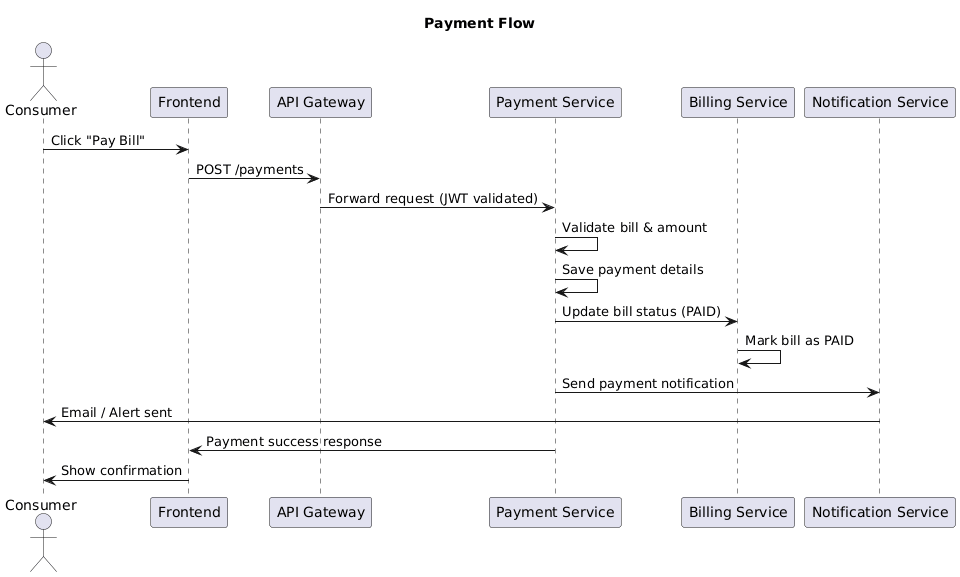 Payment Flow
Consumer
Frontend
API Gateway
Payment Service
Billing Service
Notification Service
Click "Pay Bill"
POST /payments
Forward request (JWT validated)
Validate bill & amount
Save payment details
Update bill status (PAID)
Mark bill as PAID
Send payment notification
Email / Alert sent
Payment success response
Show confirmation
Consumer
Frontend
API Gateway
Payment Service
Billing Service
Notification Service